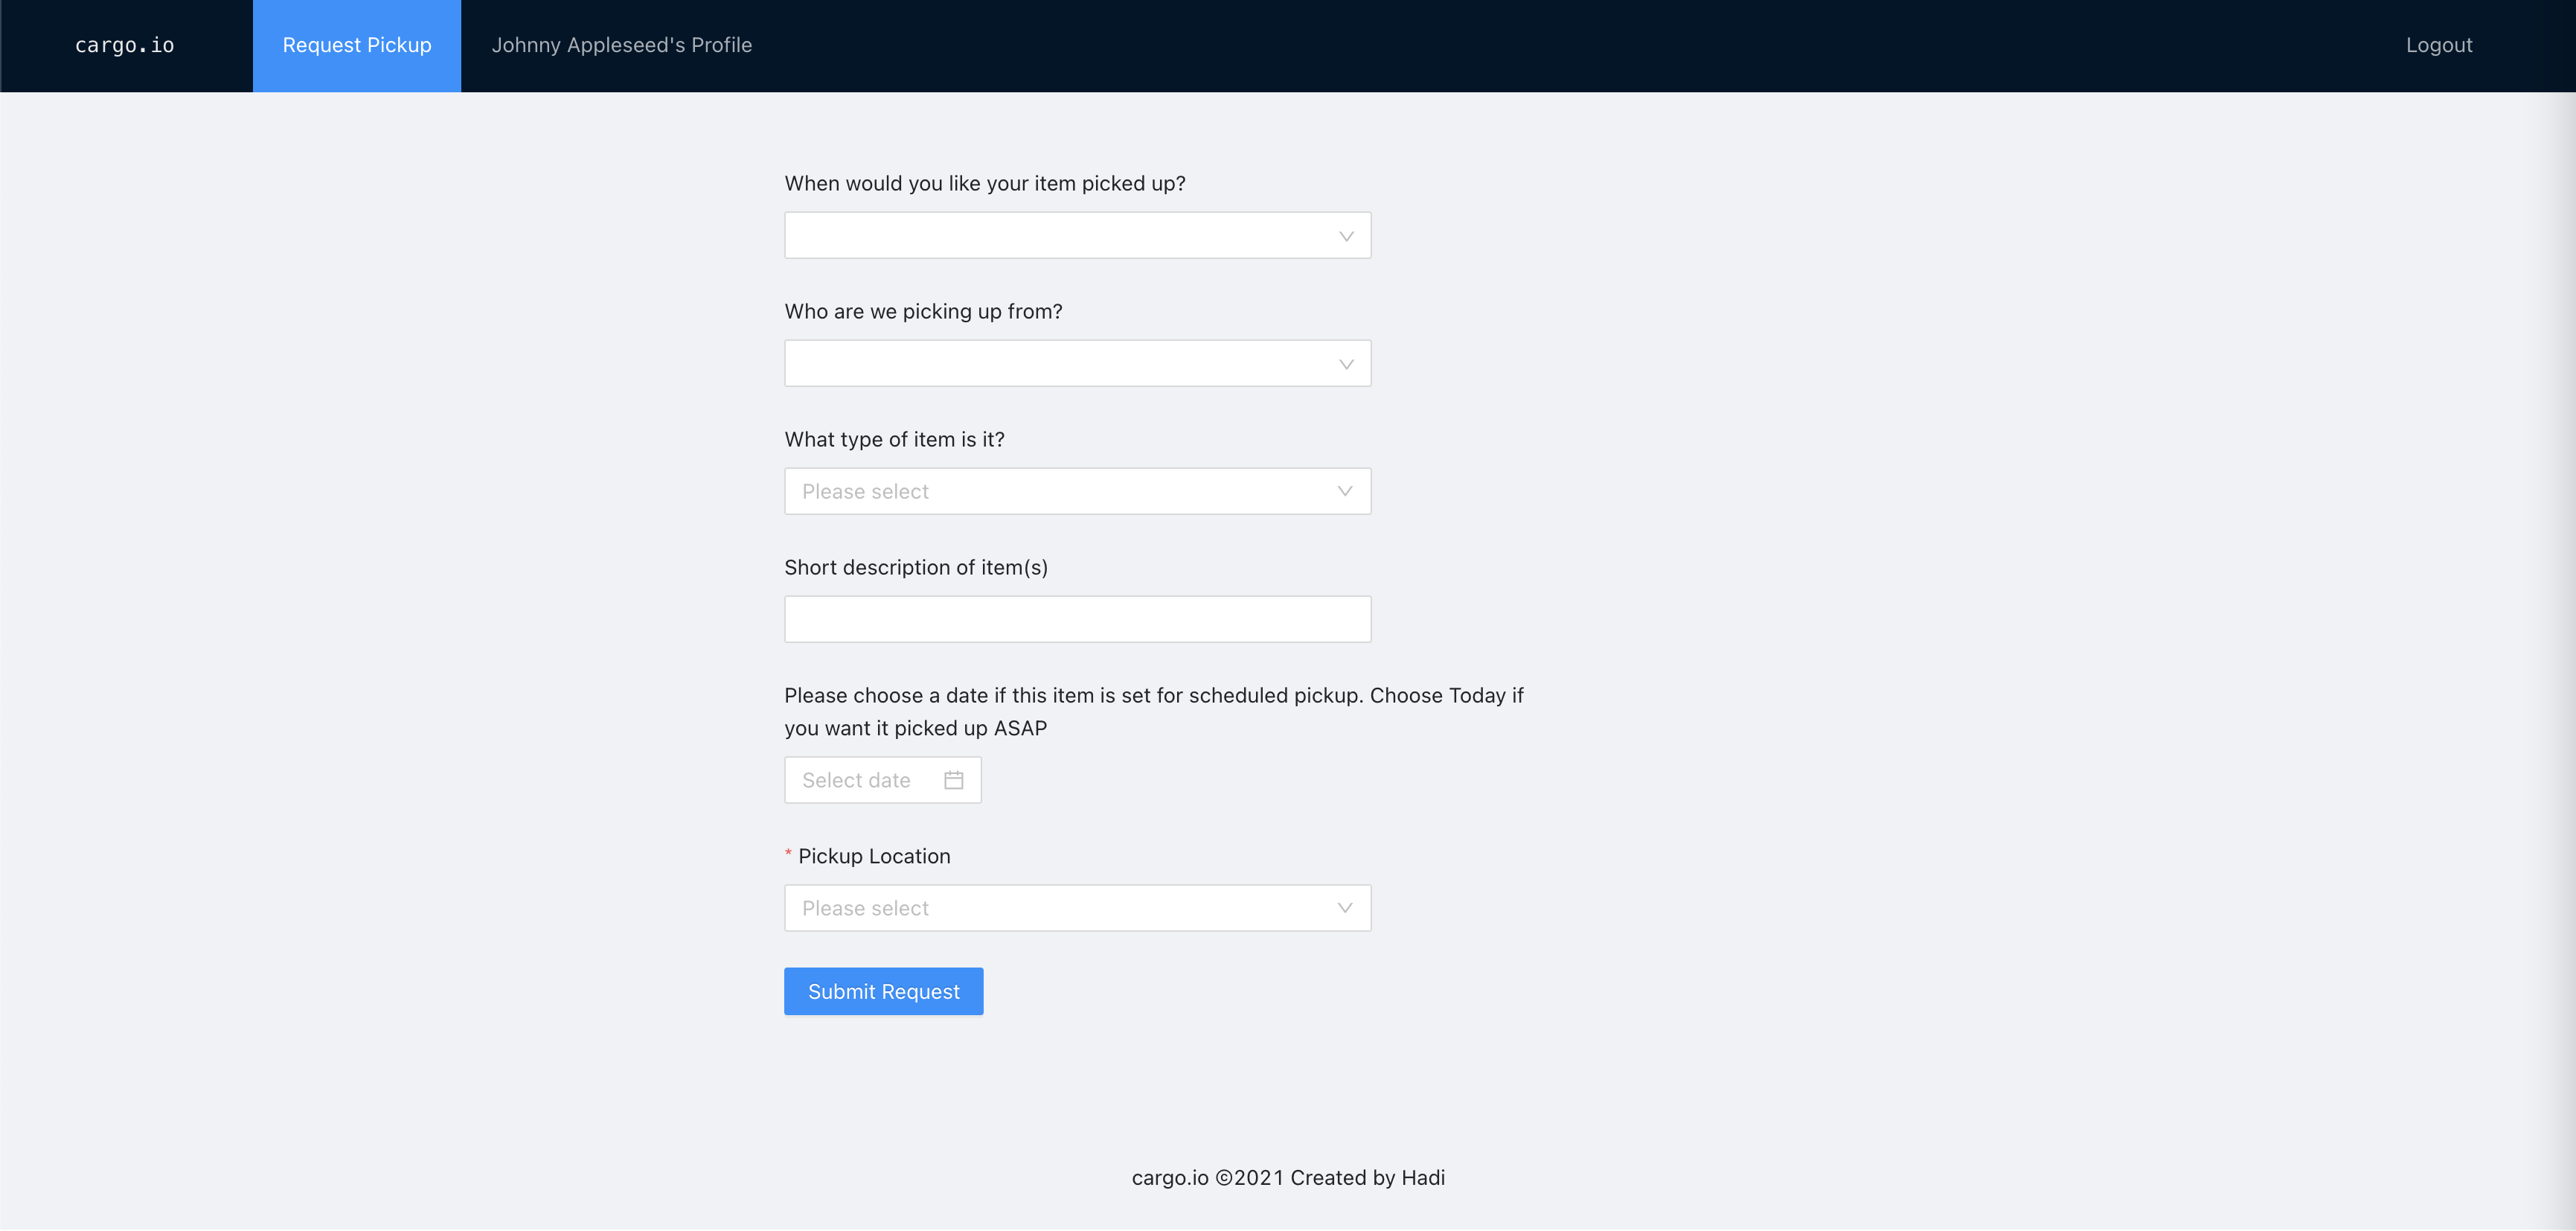 cargo.io
Request Pickup
Johnny Appleseed's Profile
Logout
When would you like your item picked up?
Who are we picking up from?
What type of item is it?
Please select
Short description of item(s)
Please choose a date if this item is set for scheduled pickup. Choose Today if
you want it picked up ASAP
Select date
* Pickup Location
Please select
Submit Request
cargo.io ©2021 Created by Hadi